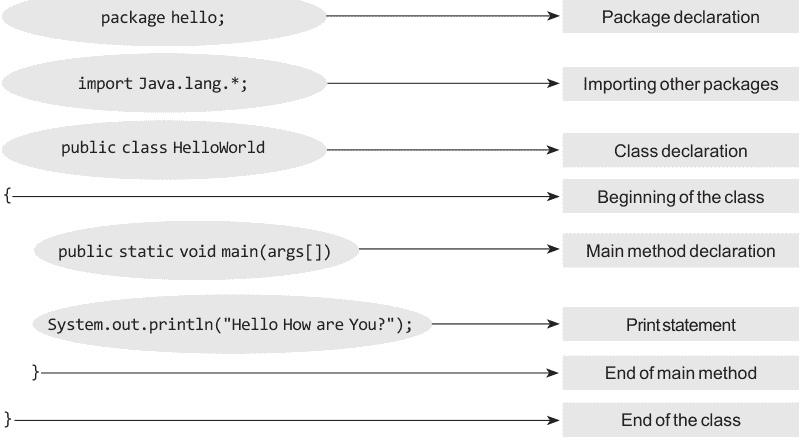 package hello; Package declaration
import Java.lang.*; Importing other packages
public class HelloWorld Class declaration
{ Beginning of the class
public static void main(args[]) Main method declaration
System.out.println("Hello How are You?"); Print statement
} End of main method
} End of the class